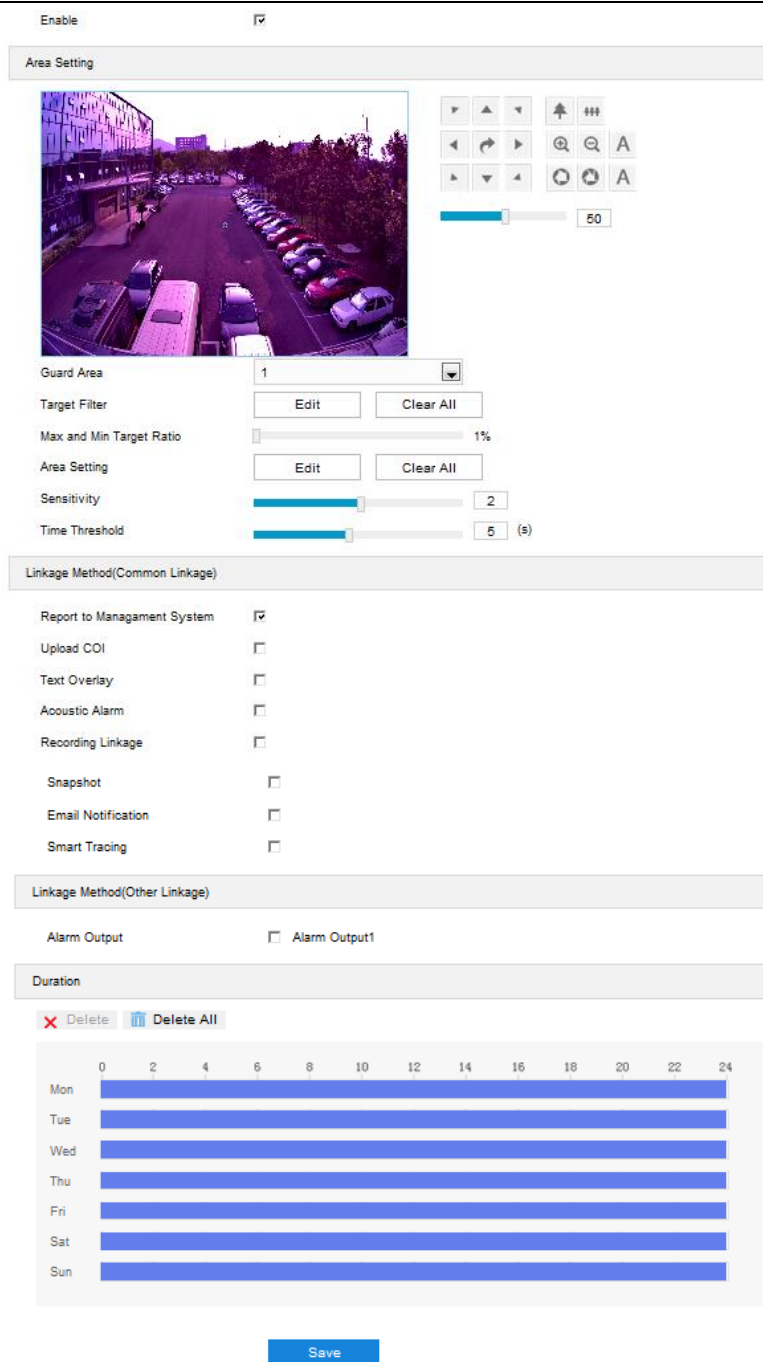 Enable
Area Setting
A
A
50
Guard Area 1
Target Filter Edit Clear All
Max and Min Target Ratio 1%
Area Setting Edit Clear All
Sensitivity 2
Time Threshold 5 (s)
Linkage Method(Common Linkage)
Report to Managament System
Upload COI
Text Overlay
Acoustic Alarm
Recording Linkage
Snapshot
Email Notification
Smart Tracing
Linkage Method(Other Linkage)
Alarm Output Alarm Output1
Duration
Delete Delete All
0 2 4 6 8 10 12 14 16 18 20 22 24
Mon
Tue
Wed
Thu
Fri
Sat
Sun
Save